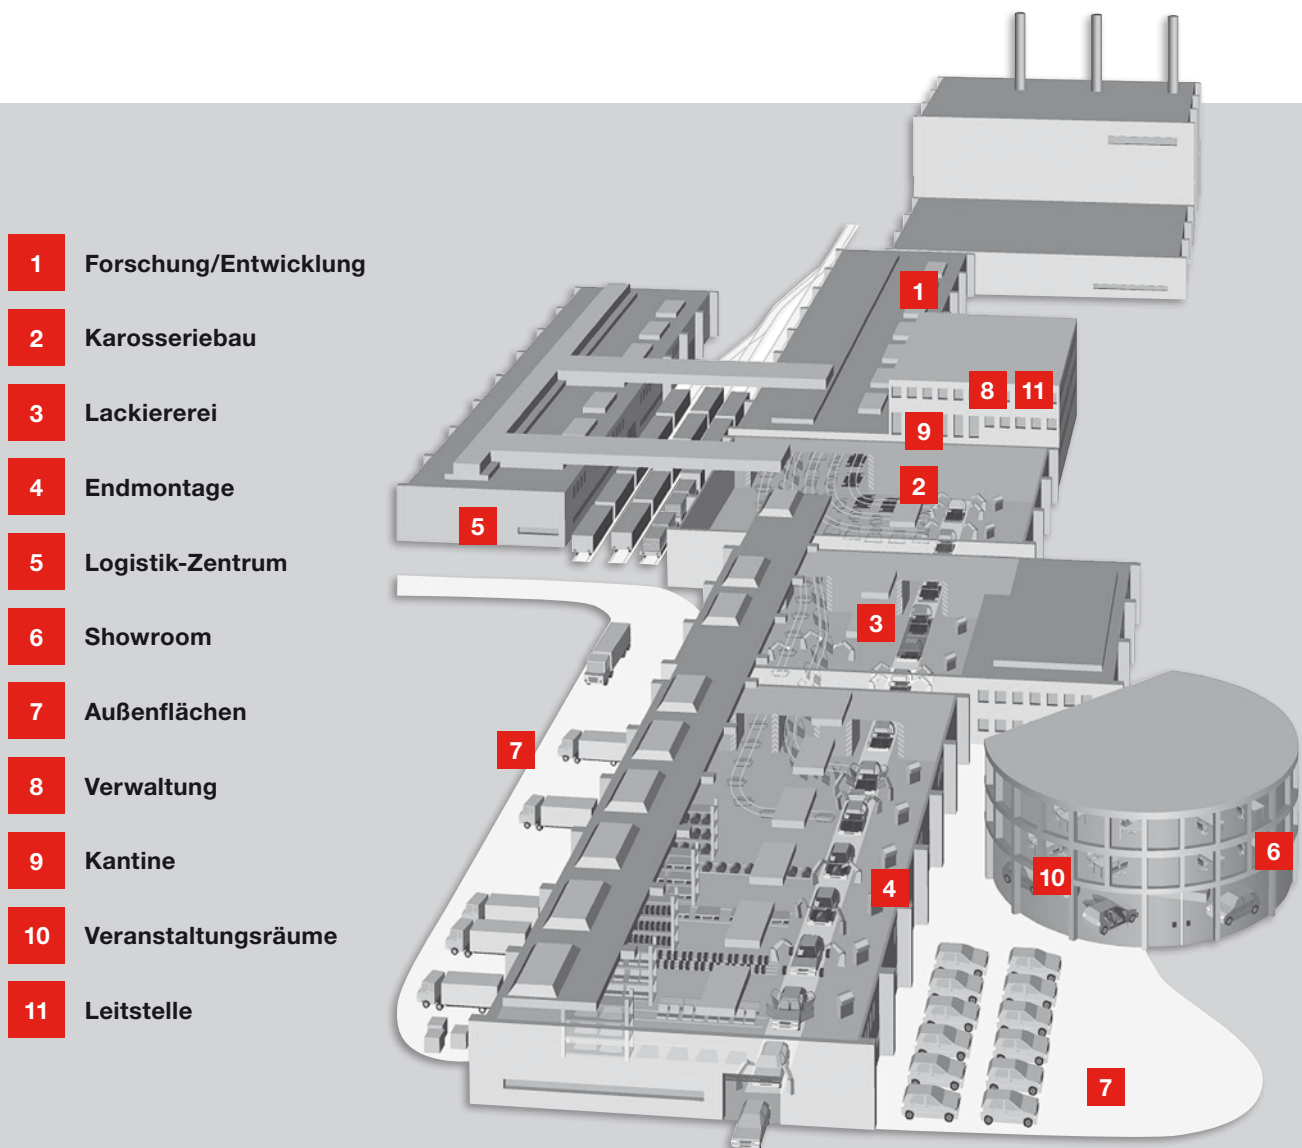 1 Forschung/Entwicklung
2 Karosseriebau
3 Lackiererei
4 Endmontage
5 Logistik-Zentrum
6 Showroom
7 Außenflächen
8 Verwaltung
9 Kantine
10 Veranstaltungsräume
11 Leitstelle
1
8 11
9
2
5
3
7
6
10
4
7